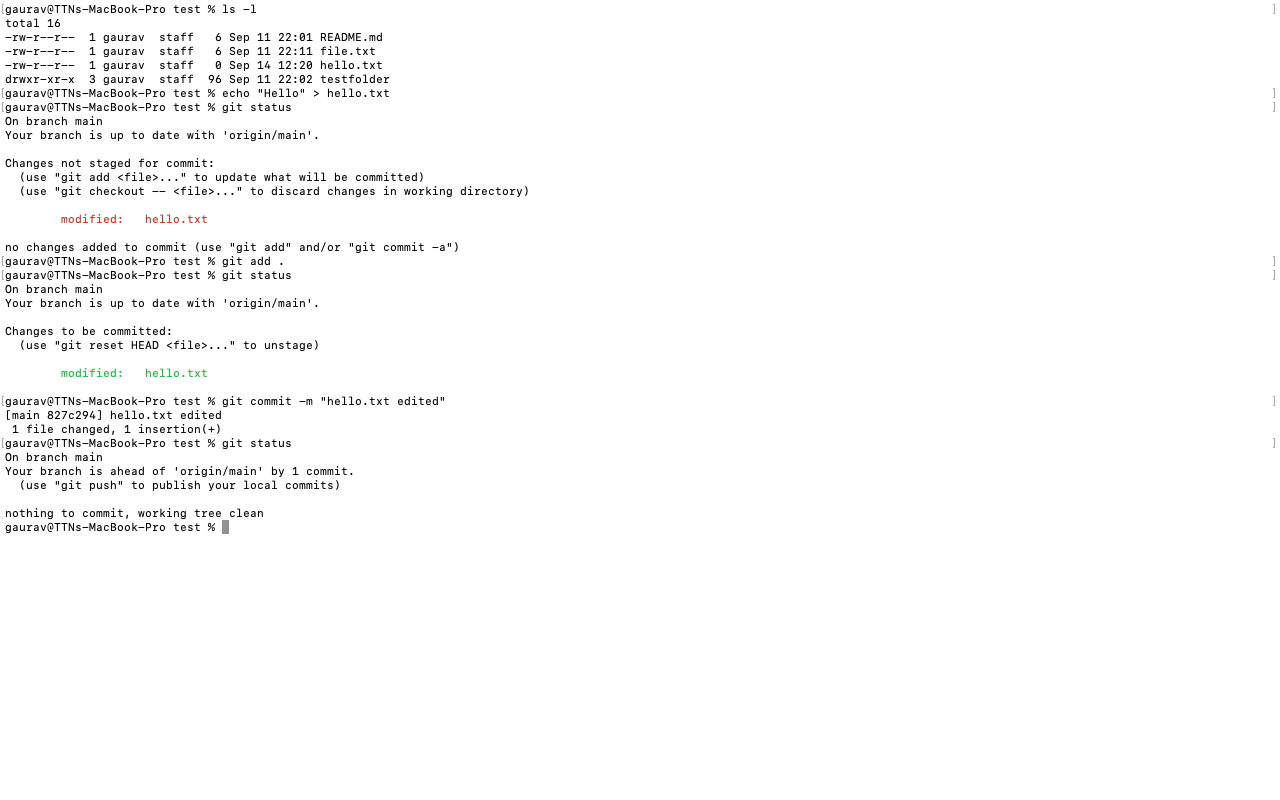 [gaurav@TTNs-MacBook-Pro test % ls -l ]
total 16
-rw-r--r--  1 gaurav  staff   6 Sep 11 22:01 README.md
-rw-r--r--  1 gaurav  staff   6 Sep 11 22:11 file.txt
-rw-r--r--  1 gaurav  staff   0 Sep 14 12:20 hello.txt
drwxr-xr-x  3 gaurav  staff  96 Sep 11 22:02 testfolder
[gaurav@TTNs-MacBook-Pro test % echo "Hello" > hello.txt ]
[gaurav@TTNs-MacBook-Pro test % git status ]
On branch main
Your branch is up to date with 'origin/main'.
Changes not staged for commit:
  (use "git add <file>..." to update what will be committed)
  (use "git checkout -- <file>..." to discard changes in working directory)
        modified:   hello.txt
no changes added to commit (use "git add" and/or "git commit -a")
[gaurav@TTNs-MacBook-Pro test % git add . ]
[gaurav@TTNs-MacBook-Pro test % git status ]
On branch main
Your branch is up to date with 'origin/main'.
Changes to be committed:
  (use "git reset HEAD <file>..." to unstage)
        modified:   hello.txt
[gaurav@TTNs-MacBook-Pro test % git commit -m "hello.txt edited" ]
[main 827c294] hello.txt edited
 1 file changed, 1 insertion(+)
[gaurav@TTNs-MacBook-Pro test % git status ]
On branch main
Your branch is ahead of 'origin/main' by 1 commit.
  (use "git push" to publish your local commits)
nothing to commit, working tree clean
gaurav@TTNs-MacBook-Pro test %